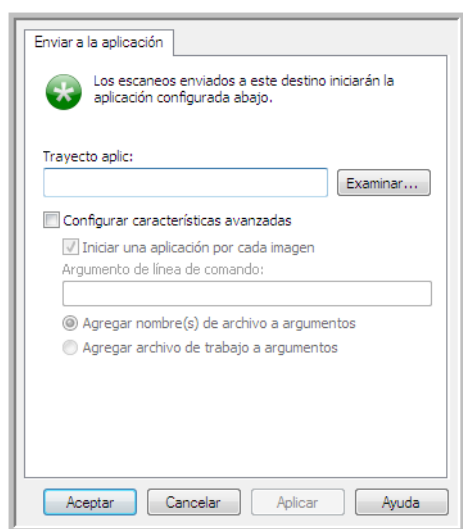 Enviar a la aplicación
Los escaneos enviados a este destino iniciarán la
aplicación configurada abajo.
Trayecto aplic:
Examinar...
Configurar características avanzadas
Iniciar una aplicación por cada imagen
Argumento de línea de comando:
Agregar nombre(s) de archivo a argumentos
Agregar archivo de trabajo a argumentos
Aceptar Cancelar Aplicar Ayuda